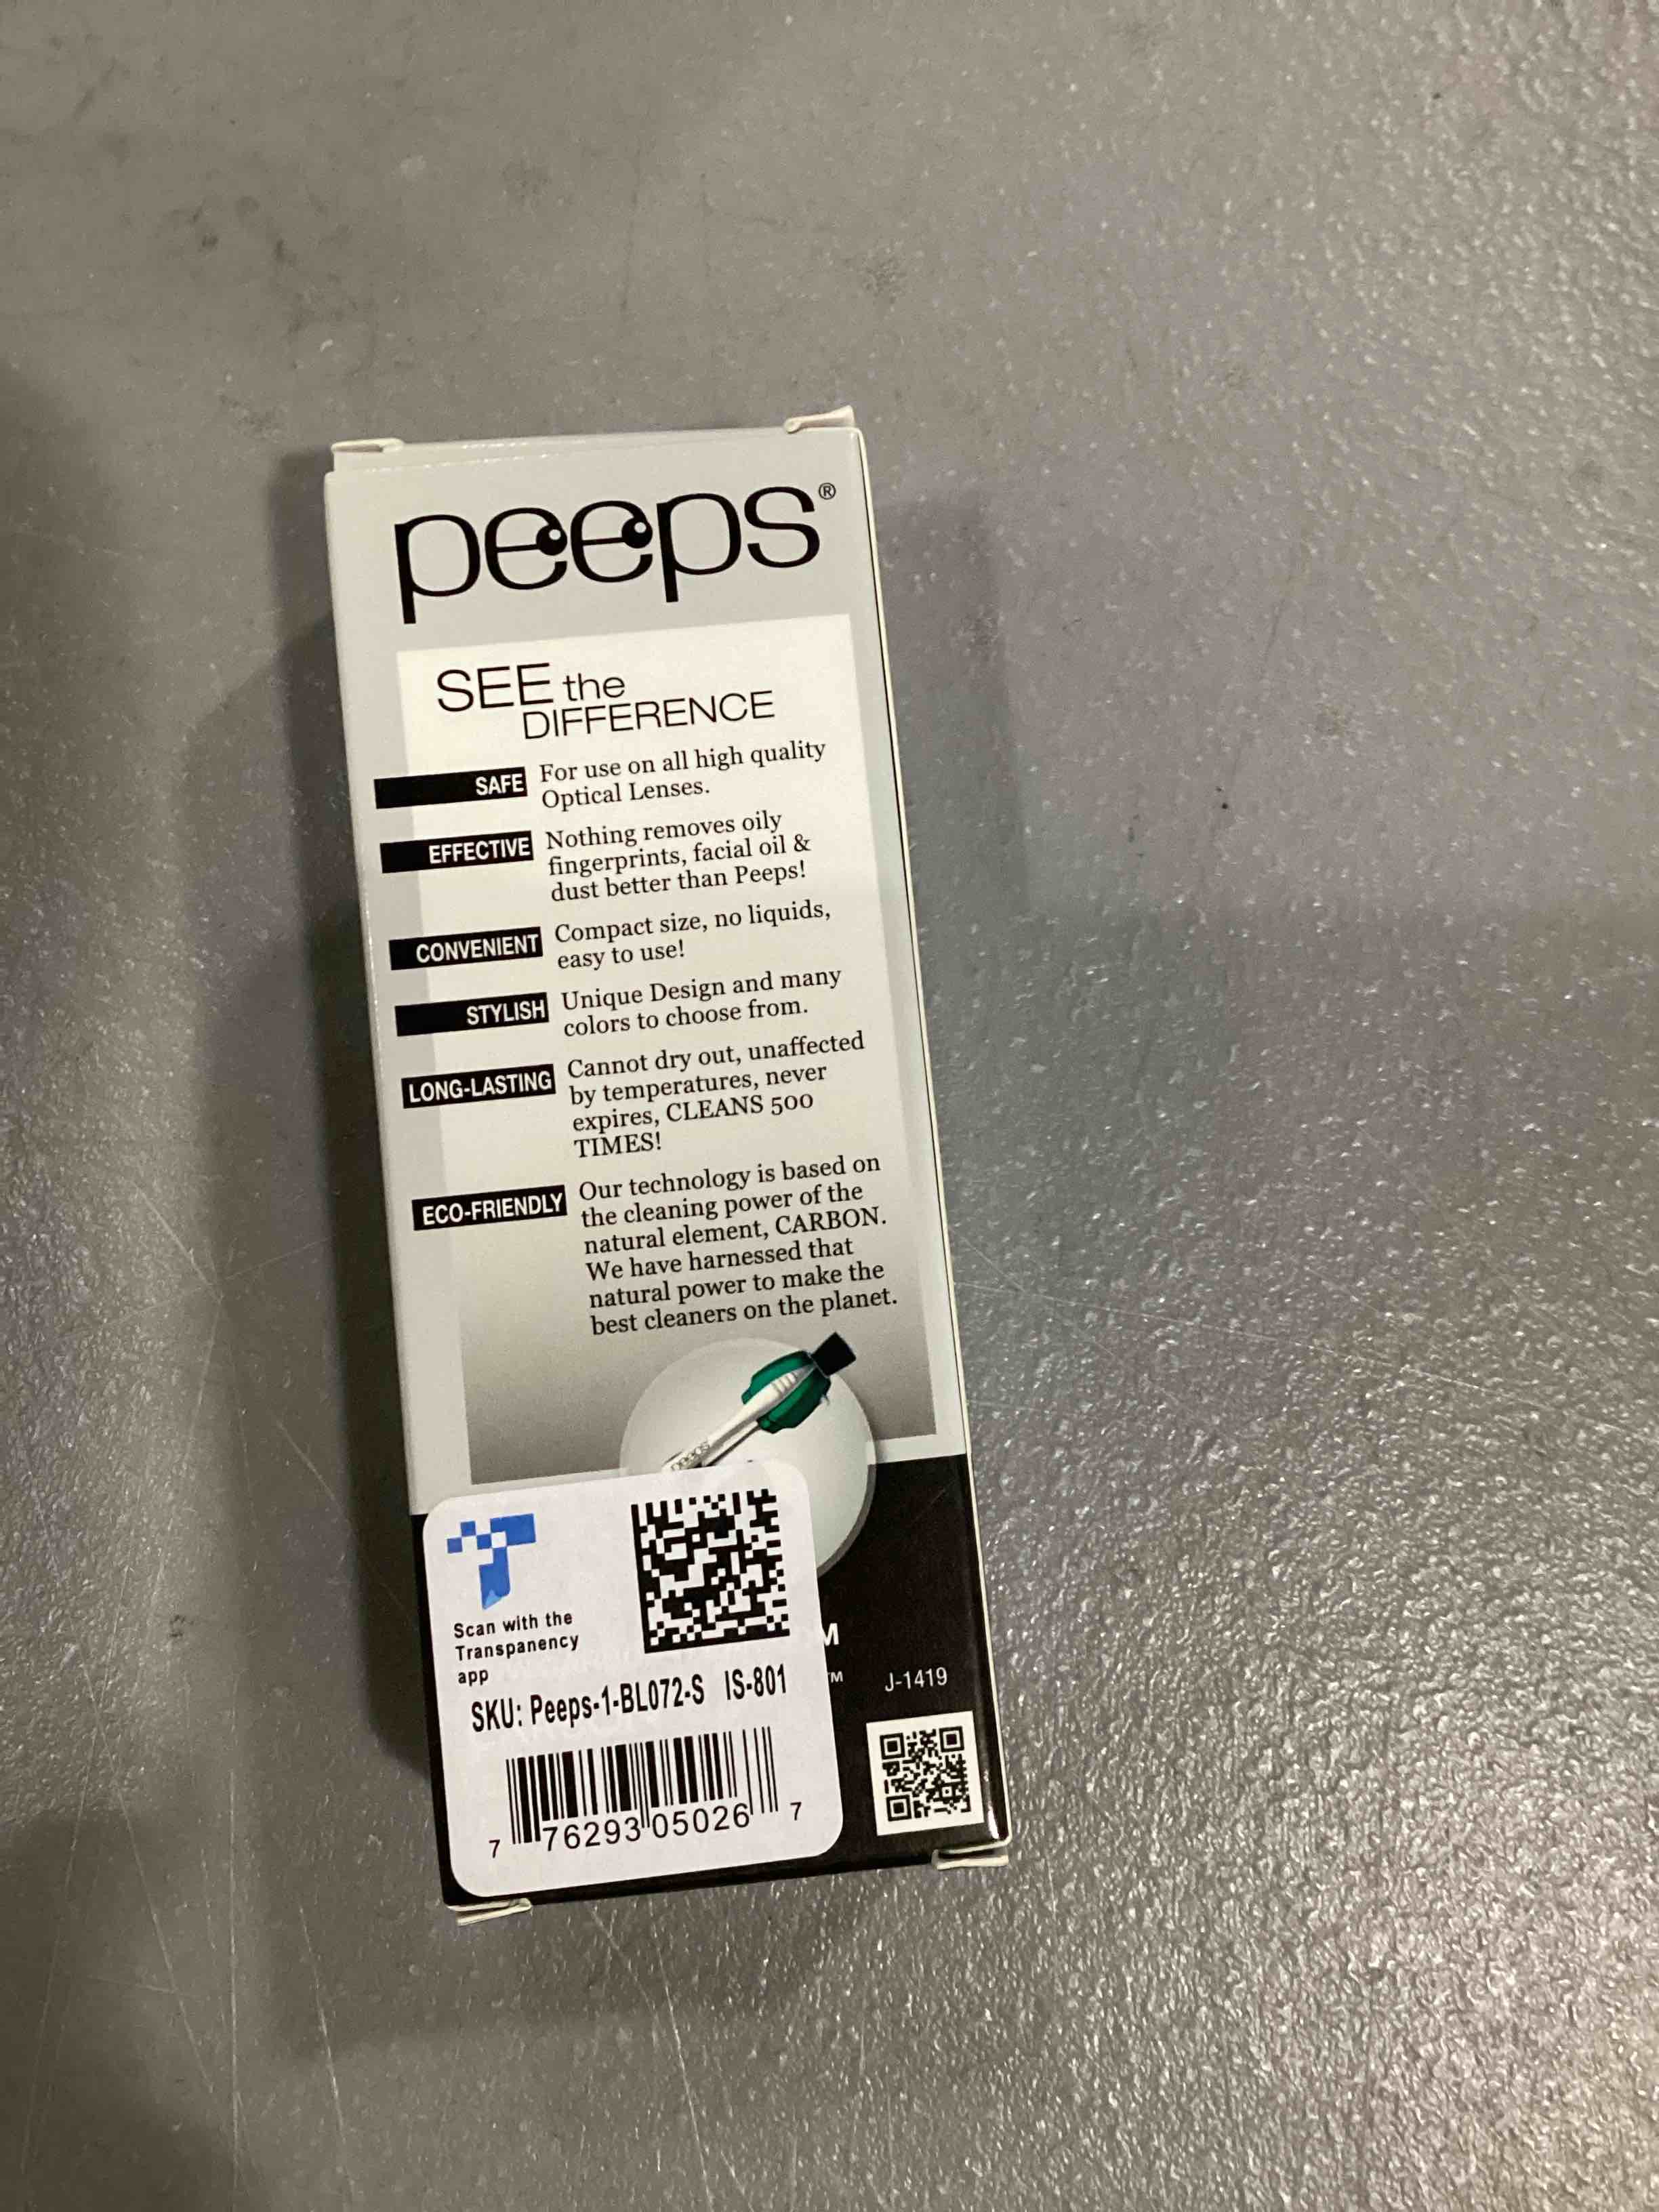 peeps®
SEE the
DIFFERENCE
SAFE For use on all high quality
Optical Lenses.
EFFECTIVE Nothing removes oily
fingerprints, facial oil &
dust better than Peeps!
CONVENIENT Compact size, no liquids,
easy to use!
STYLISH Unique Design and many
colors to choose from.
LONG-LASTING Cannot dry out, unaffected
by temperatures, never
expires, CLEANS 500
TIMES!
ECO-FRIENDLY Our technology is based on
the cleaning power of the
natural element, CARBON.
We have harnessed that
natural power to make the
best cleaners on the planet.
peeps
Scan with the
Transpanency
app
SKU: Peeps-1-BL072-S IS-801
7 76293 05026 7
M
TM J-1419